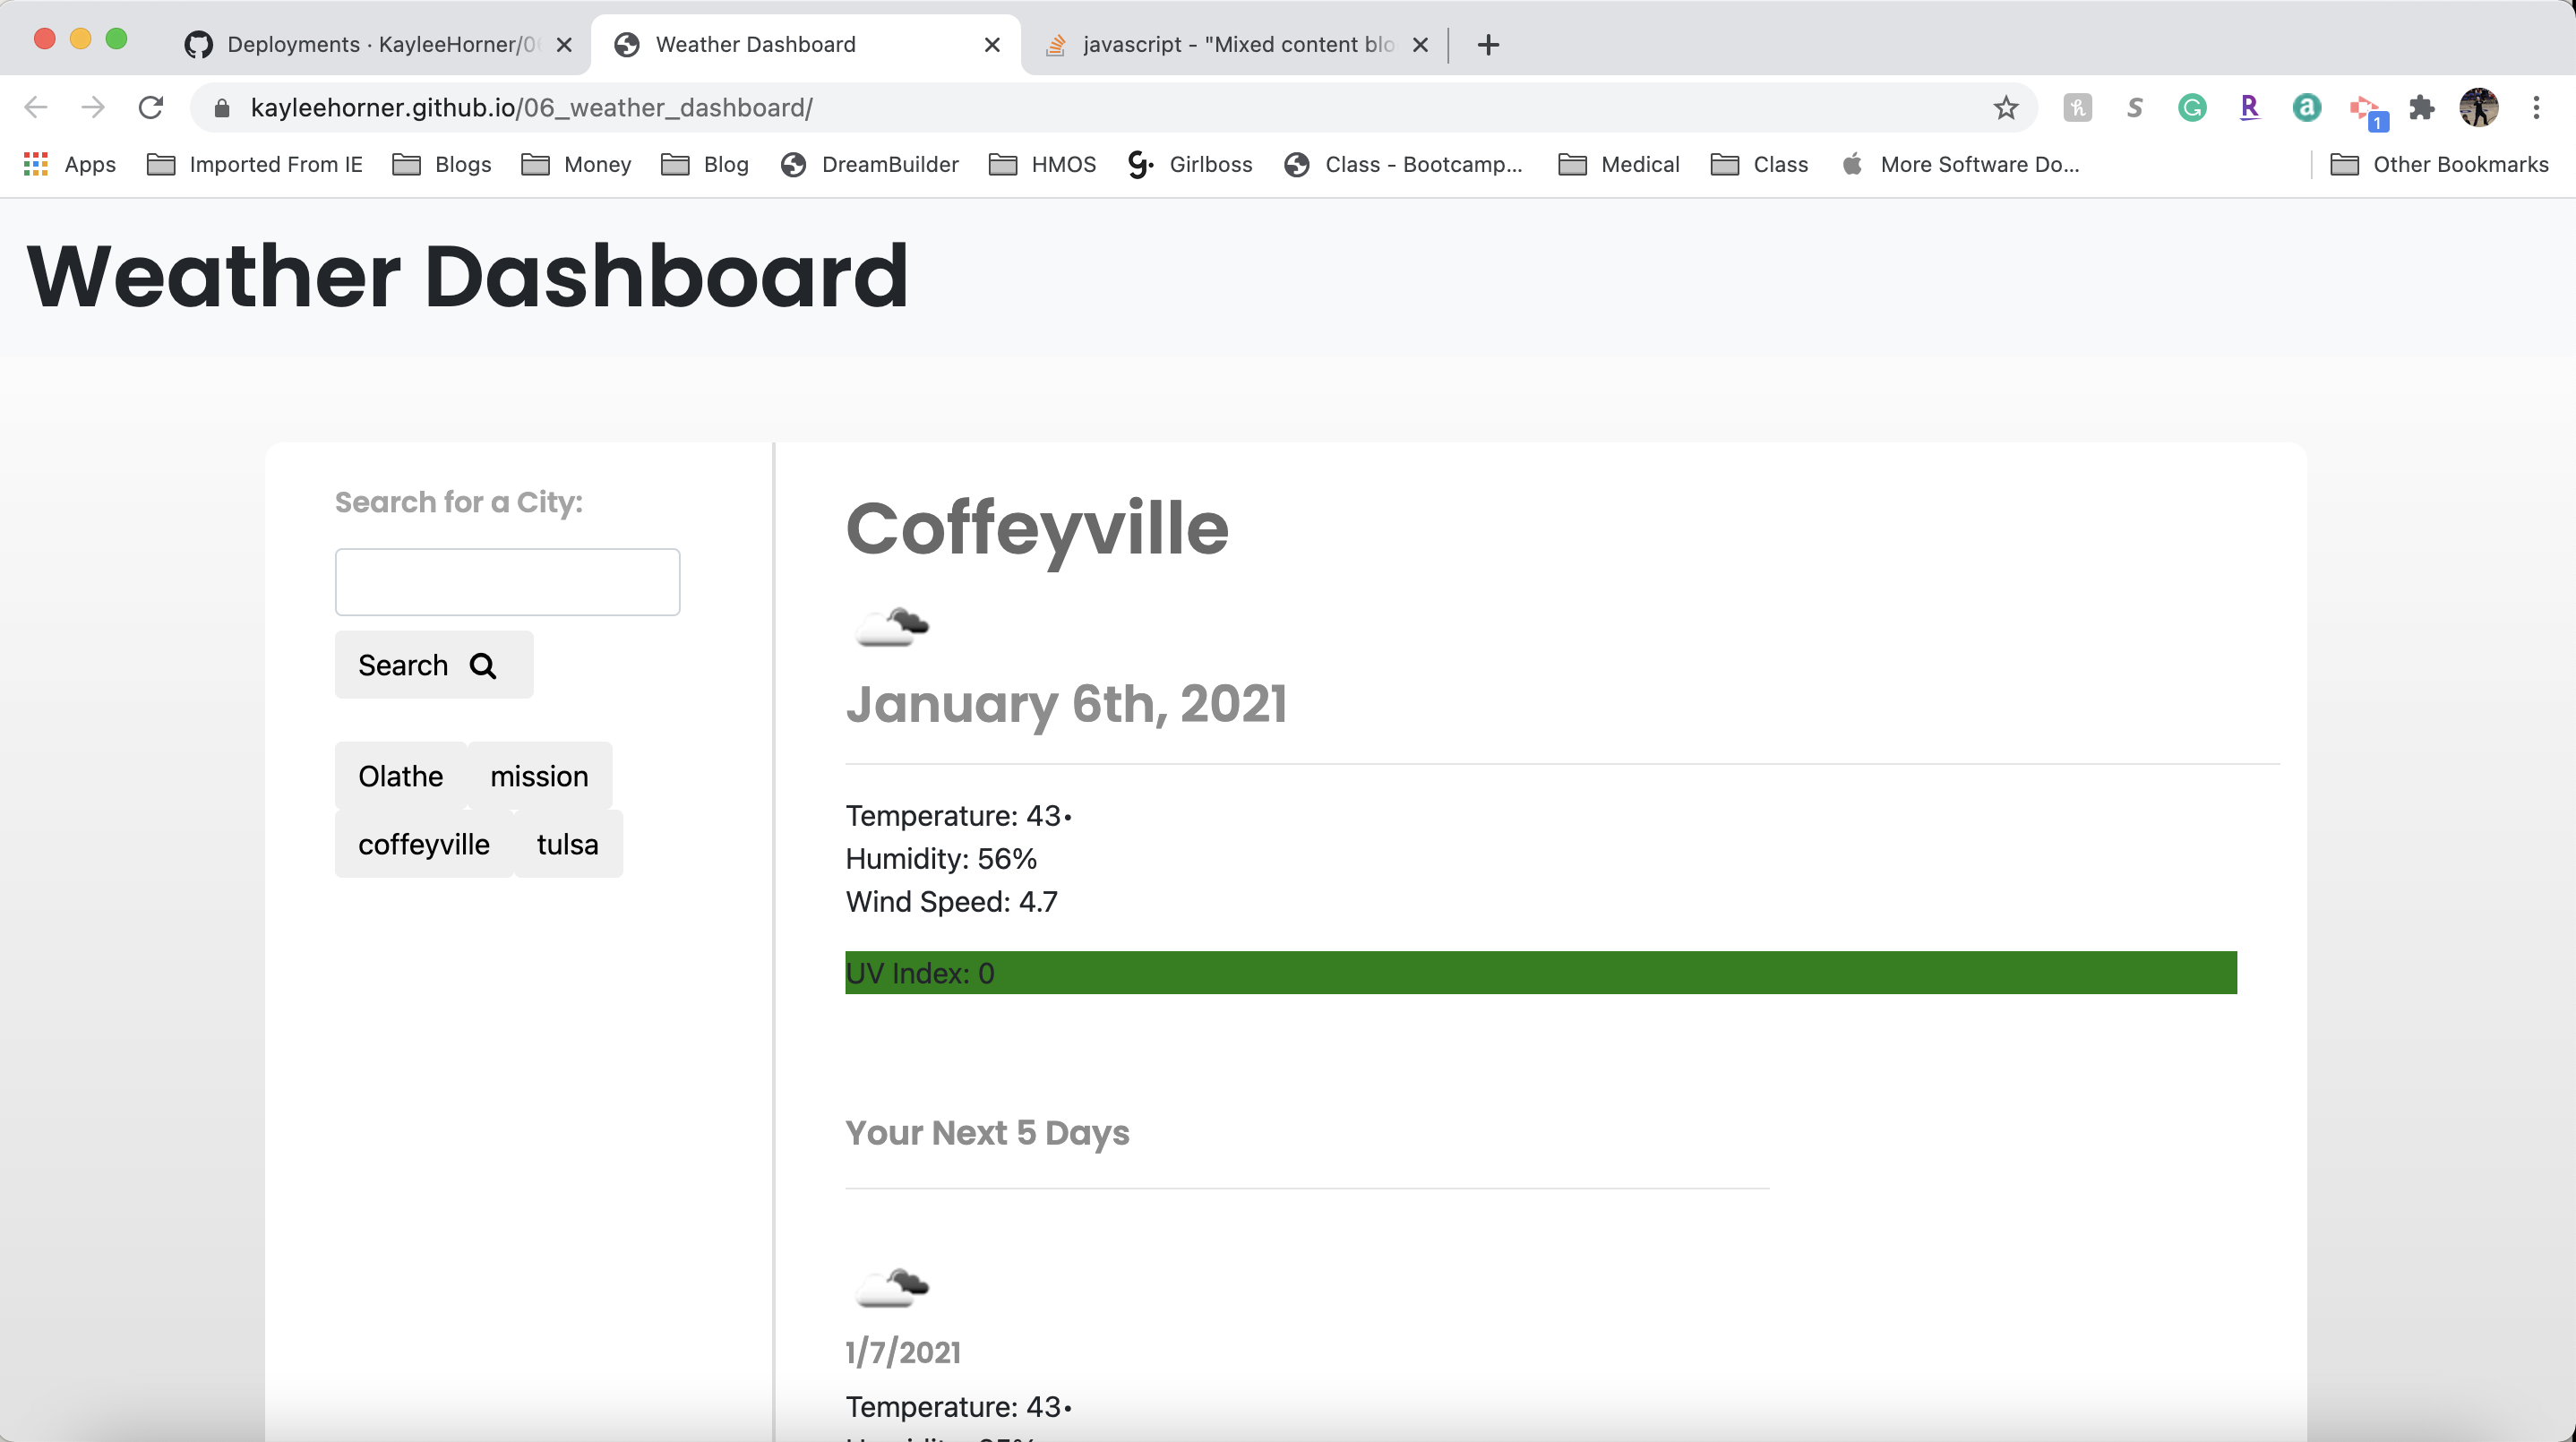 Deployments · KayleeHorner/06
Weather Dashboard
javascript - "Mixed content blo
kayleehorner.github.io/06_weather_dashboard/
1
Apps
Imported From IE
Blogs
Money
Blog
DreamBuilder
HMOS
Girlboss
Class - Bootcamp...
Medical
Class
More Software Do...
Other Bookmarks
Weather Dashboard
Search for a City:
Search
Olathe
mission
coffeyville
tulsa
Coffeyville
January 6th, 2021
Temperature: 43•
Humidity: 56%
Wind Speed: 4.7
UV Index: 0
Your Next 5 Days
1/7/2021
Temperature: 43•